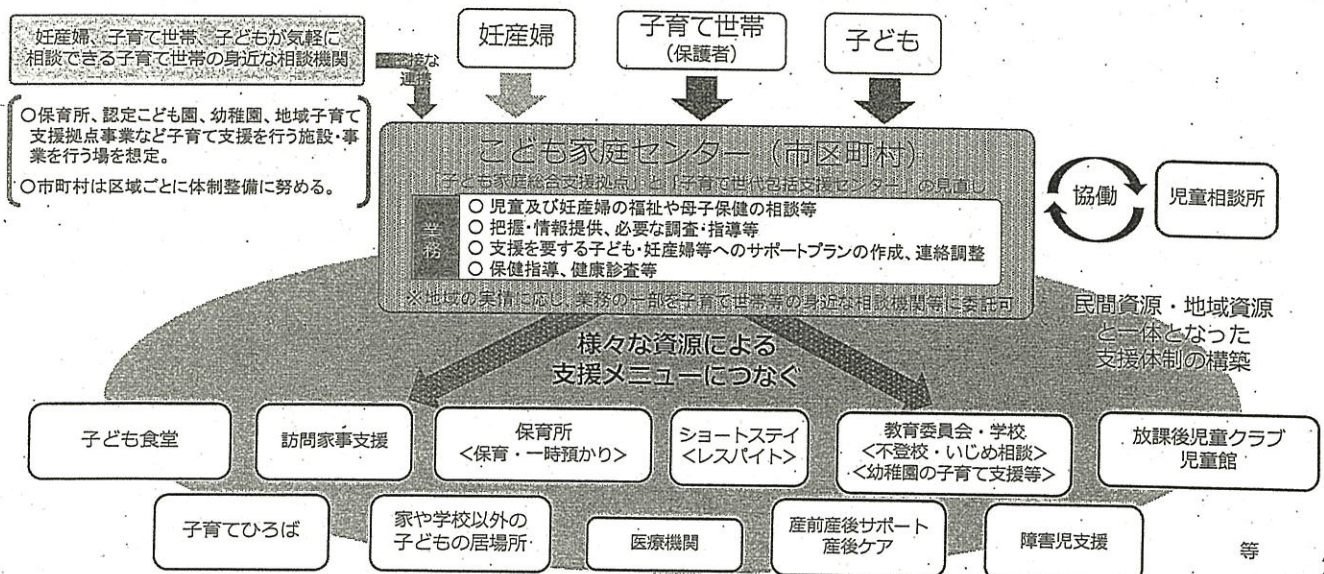 妊産婦、子育て世帯、子どもが気軽に
相談できる子育て世帯の身近な相談機関
密接な
連携
妊産婦
子育て世帯
(保護者)
子ども
○保育所、認定こども園、幼稚園、地域子育て
支援拠点事業など子育て支援を行う施設・事
業を行う場を想定。
○市町村は区域ごとに体制整備に努める。
こども家庭センター(市区町村)
「子ども家庭総合支援拠点」と「子育て世代包括支援センター」の見直し
業務
○ 児童及び妊産婦の福祉や母子保健の相談等
○ 把握・情報提供、必要な調査・指導等
○ 支援を要する子ども・妊産婦等へのサポートプランの作成、連絡調整
○ 保健指導、健康診査等
※地域の実情に応じ、業務の一部を子育て世帯等の身近な相談機関等に委託可
協働
児童相談所
様々な資源による
支援メニューにつなぐ
民間資源・地域資源
と一体となった
支援体制の構築
子ども食堂
訪問家事支援
保育所
<保育・一時預かり>
ショートステイ
<レスパイト>
教育委員会・学校
<不登校・いじめ相談>
<幼稚園の子育て支援等>
放課後児童クラブ
児童館
子育てひろば
家や学校以外の
子どもの居場所
医療機関
産前産後サポート
産後ケア
障害児支援
等